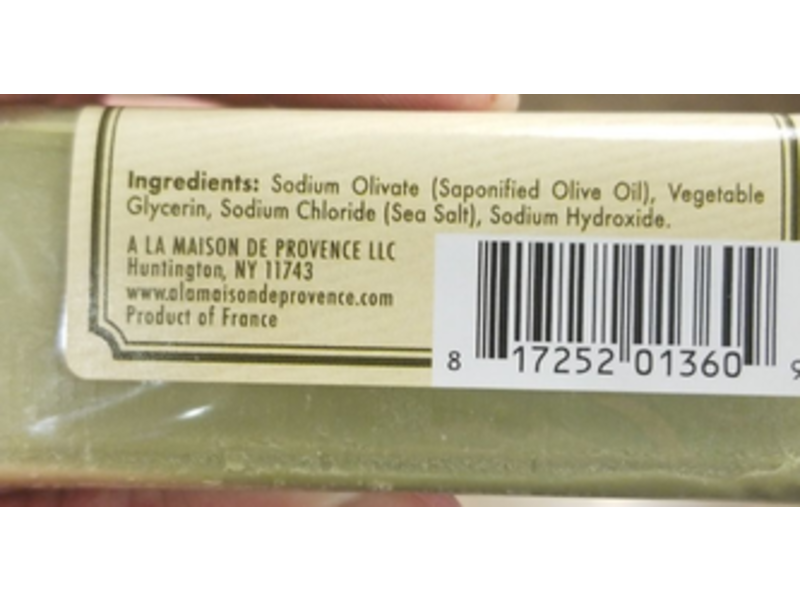 Ingredients: Sodium Olivate (Saponified Olive Oil), Vegetable
Glycerin, Sodium Chloride (Sea Salt), Sodium Hydroxide.
A LA MAISON DE PROVENCE LLC
Huntington, NY 11743
www.alamaisondeprovence.com
Product of France
8 17252 01360 9